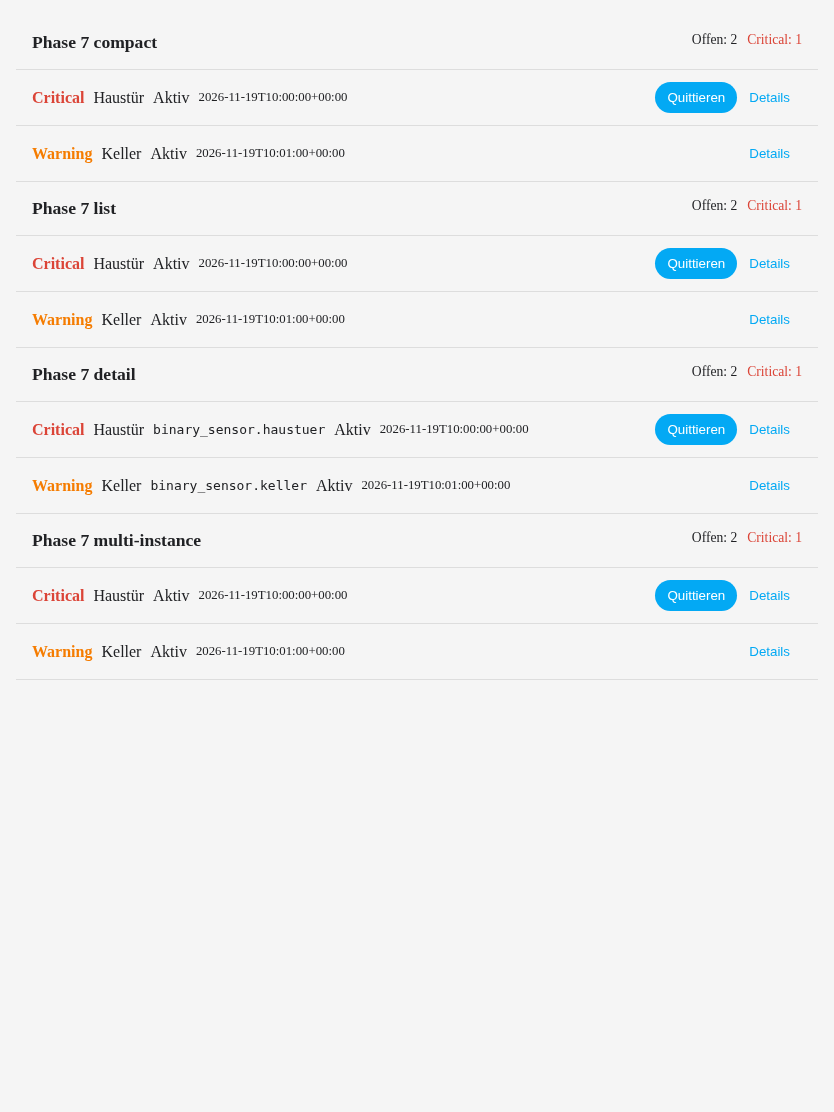 Phase 7 compact Offen: 2 Critical: 1
Critical Haustür Aktiv 2026-11-19T10:00:00+00:00 Quittieren Details
Warning Keller Aktiv 2026-11-19T10:01:00+00:00 Details
Phase 7 list Offen: 2 Critical: 1
Critical Haustür Aktiv 2026-11-19T10:00:00+00:00 Quittieren Details
Warning Keller Aktiv 2026-11-19T10:01:00+00:00 Details
Phase 7 detail Offen: 2 Critical: 1
Critical Haustür binary_sensor.haustuer Aktiv 2026-11-19T10:00:00+00:00 Quittieren Details
Warning Keller binary_sensor.keller Aktiv 2026-11-19T10:01:00+00:00 Details
Phase 7 multi-instance Offen: 2 Critical: 1
Critical Haustür Aktiv 2026-11-19T10:00:00+00:00 Quittieren Details
Warning Keller Aktiv 2026-11-19T10:01:00+00:00 Details